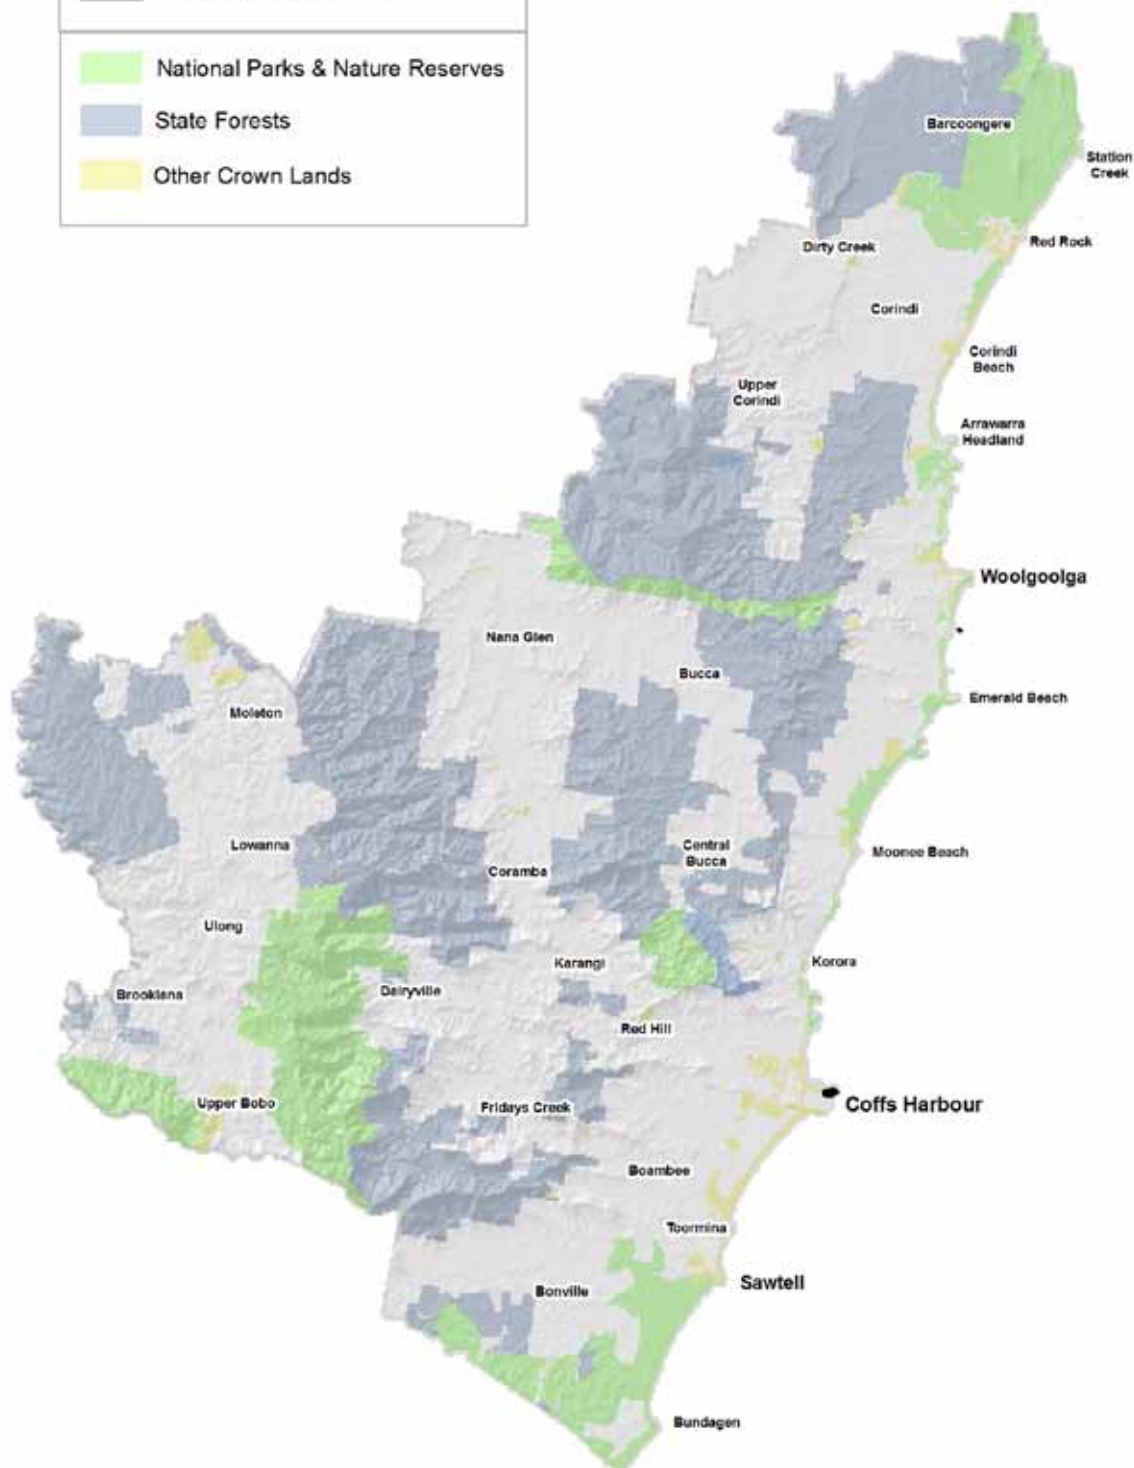 National Parks & Nature Reserves
State Forests
Other Crown Lands
Barcoongere
Station
Creek
Red Rock
Dirty Creek
Corindi
Corindi
Beach
Upper
Corindi
Arrawarra
Headland
Woolgoolga
Nana Glen
Bucca
Emerald Beach
Moleton
Lowanna
Central
Bucca
Moonee Beach
Coramba
Ulong
Karangi
Korora
Brooklana
Dairyville
Red Hill
Upper Bobo
Fridays Creek
Coffs Harbour
Boambee
Toormina
Sawtell
Bonville
Bundagen